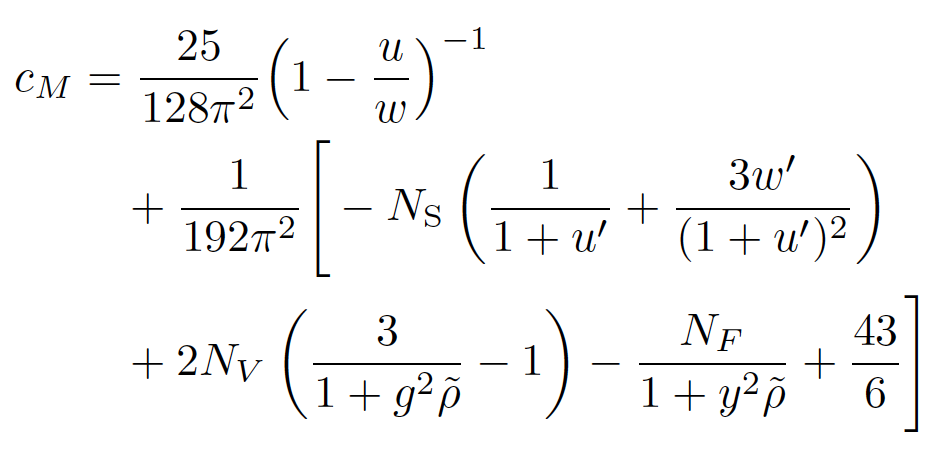 c_M = \frac{25}{128\pi^2} \left(1 - \frac{u}{w}\right)^{-1}
+ \frac{1}{192\pi^2} \Bigg[ - N_{\mathrm{S}} \left( \frac{1}{1+u'} + \frac{3w'}{(1+u')^2} \right)
+ 2N_V \left( \frac{3}{1+g^2\tilde{\rho}} - 1 \right) - \frac{N_F}{1+y^2\tilde{\rho}} + \frac{43}{6} \Bigg]